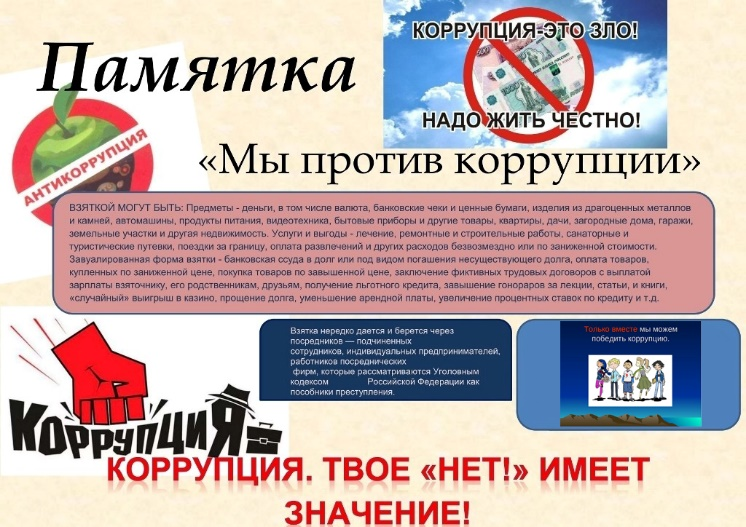 Памятка
КОРРУПЦИЯ-ЭТО ЗЛО!
НАДО ЖИТЬ ЧЕСТНО!
АНТИКОРРУПЦИЯ
«Мы против коррупции»
ВЗЯТКОЙ МОГУТ БЫТЬ: Предметы - деньги, в том числе валюта, банковские чеки и ценные бумаги, изделия из драгоценных металлов
и камней, автомашины, продукты питания, видеотехника, бытовые приборы и другие товары, квартиры, дачи, загородные дома, гаражи,
земельные участки и другая недвижимость. Услуги и выгоды - лечение, ремонтные и строительные работы, санаторные и
туристические путевки, поездки за границу, оплата развлечений и других расходов безвозмездно или по заниженной стоимости.
Завуалированная форма взятки - банковская ссуда в долг или под видом погашения несуществующего долга, оплата товаров,
купленных по заниженной цене, покупка товаров по завышенной цене, заключение фиктивных трудовых договоров с выплатой
зарплаты взяточнику, его родственникам, друзьям, получение льготного кредита, завышение гонораров за лекции, статьи, и книги,
«случайный» выигрыш в казино, прощение долга, уменьшение арендной платы, увеличение процентных ставок по кредиту и т.д.
Взятка нередко дается и берется через
посредников — подчиненных
сотрудников, индивидуальных предпринимателей,
работников посреднических
фирм, которые рассматриваются Уголовным
кодексом Российской Федерации как
пособники преступления.
Только вместе мы можем
победить коррупцию.
КоРРупциЯ
КОРРУПЦИЯ. ТВОЕ «НЕТ!» ИМЕЕТ
ЗНАЧЕНИЕ!